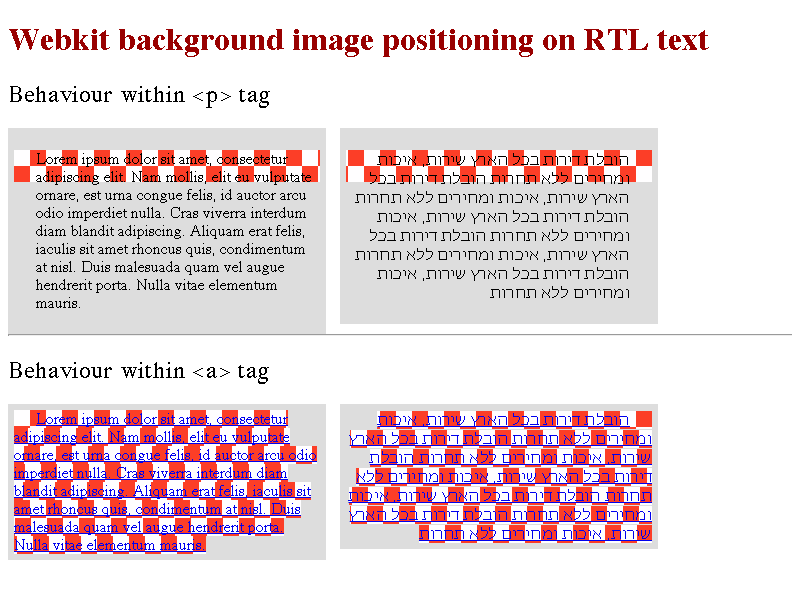 Webkit background image positioning on RTL text
Behaviour within <p> tag
Lorem ipsum dolor sit amet, consectetur
adipiscing elit. Nam mollis, elit eu vulputate
ornare, est urna congue felis, id auctor arcu
odio imperdiet nulla. Cras viverra interdum
diam blandit adipiscing. Aliquam erat felis,
iaculis sit amet rhoncus quis, condimentum
at nisl. Duis malesuada quam vel augue
hendrerit porta. Nulla vitae elementum
mauris.
הובלת דירות בכל הארץ שירות, איכות
ומחירים ללא תחרות הובלת דירות בכל
הארץ שירות, איכות ומחירים ללא תחרות
הובלת דירות בכל הארץ שירות, איכות
ומחירים ללא תחרות הובלת דירות בכל
הארץ שירות, איכות ומחירים ללא תחרות
הובלת דירות בכל הארץ שירות, איכות
ומחירים ללא תחרות
Behaviour within <a> tag
Lorem ipsum dolor sit amet, consectetur
adipiscing elit. Nam mollis, elit eu vulputate
ornare, est urna congue felis, id auctor arcu odio
imperdiet nulla. Cras viverra interdum diam
blandit adipiscing. Aliquam erat felis, iaculis sit
amet rhoncus quis, condimentum at nisl. Duis
malesuada quam vel augue hendrerit porta.
Nulla vitae elementum mauris.
הובלת דירות בכל הארץ שירות, איכות
ומחירים ללא תחרות הובלת דירות בכל הארץ
שירות, איכות ומחירים ללא תחרות הובלת
דירות בכל הארץ שירות, איכות ומחירים ללא
תחרות הובלת דירות בכל הארץ שירות, איכות
ומחירים ללא תחרות הובלת דירות בכל הארץ
שירות, איכות ומחירים ללא תחרות